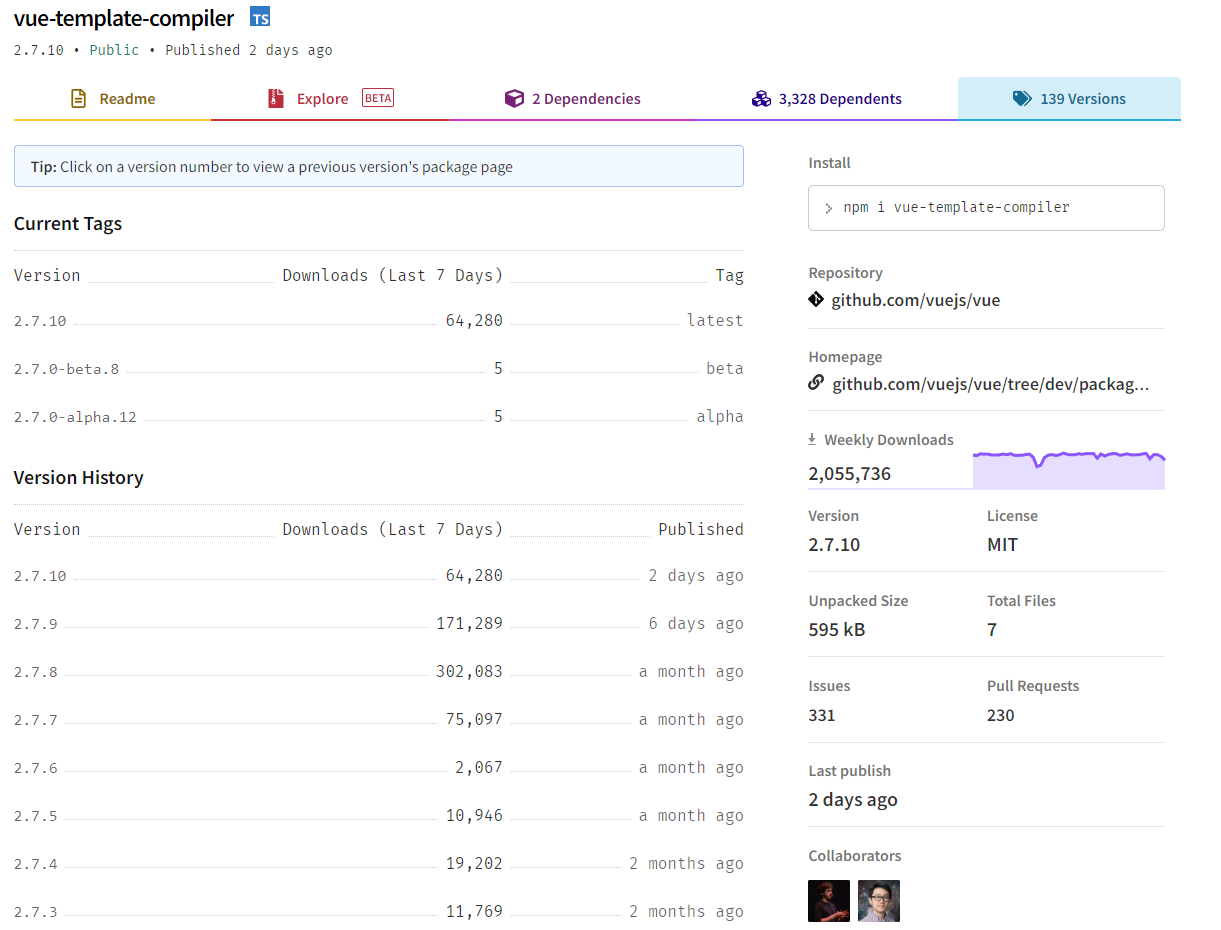 vue-template-compiler TS
2.7.10 • Public • Published 2 days ago
Readme
Explore BETA
2 Dependencies
3,328 Dependents
139 Versions
Tip: Click on a version number to view a previous version's package page
Current Tags
Version Downloads (Last 7 Days) Tag
2.7.10 64,280 latest
2.7.0-beta.8 5 beta
2.7.0-alpha.12 5 alpha
Version History
Version Downloads (Last 7 Days) Published
2.7.10 64,280 2 days ago
2.7.9 171,289 6 days ago
2.7.8 302,083 a month ago
2.7.7 75,097 a month ago
2.7.6 2,067 a month ago
2.7.5 10,946 a month ago
2.7.4 19,202 2 months ago
2.7.3 11,769 2 months ago
Install
> npm i vue-template-compiler
Repository
github.com/vuejs/vue
Homepage
github.com/vuejs/vue/tree/dev/packag...
Weekly Downloads
2,055,736
Version License
2.7.10 MIT
Unpacked Size Total Files
595 kB 7
Issues Pull Requests
331 230
Last publish
2 days ago
Collaborators